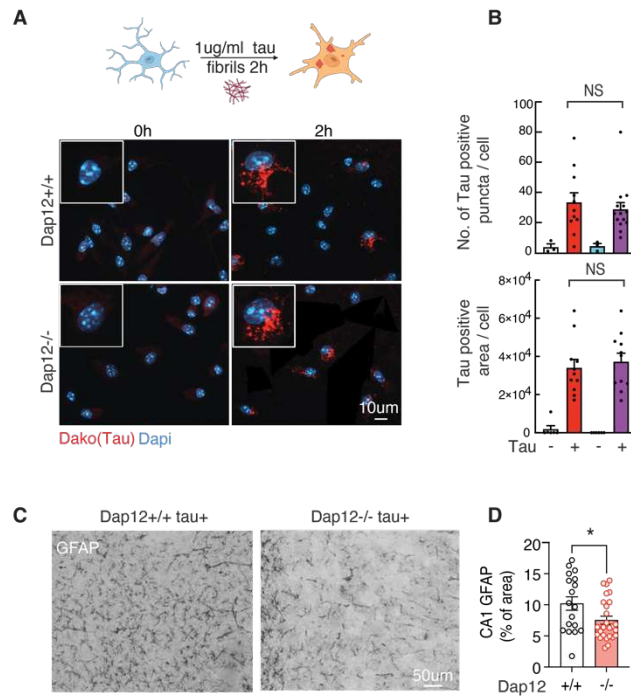 A
1ug/ml tau
fibrils 2h
0h
2h
Dap12+/+
Dap12-/-
10um
Dako(Tau) Dapi
B
NS
No. of Tau positive
puncta / cell
100
80
60
40
20
0
NS
Tau positive
area / cell
8×10⁴
6×10⁴
4×10⁴
2×10⁴
0
Tau - + - +
C
Dap12+/+ tau+
Dap12-/- tau+
GFAP
50um
D
*
CA1 GFAP
(% of area)
20
15
10
5
0
Dap12 +/+ -/-